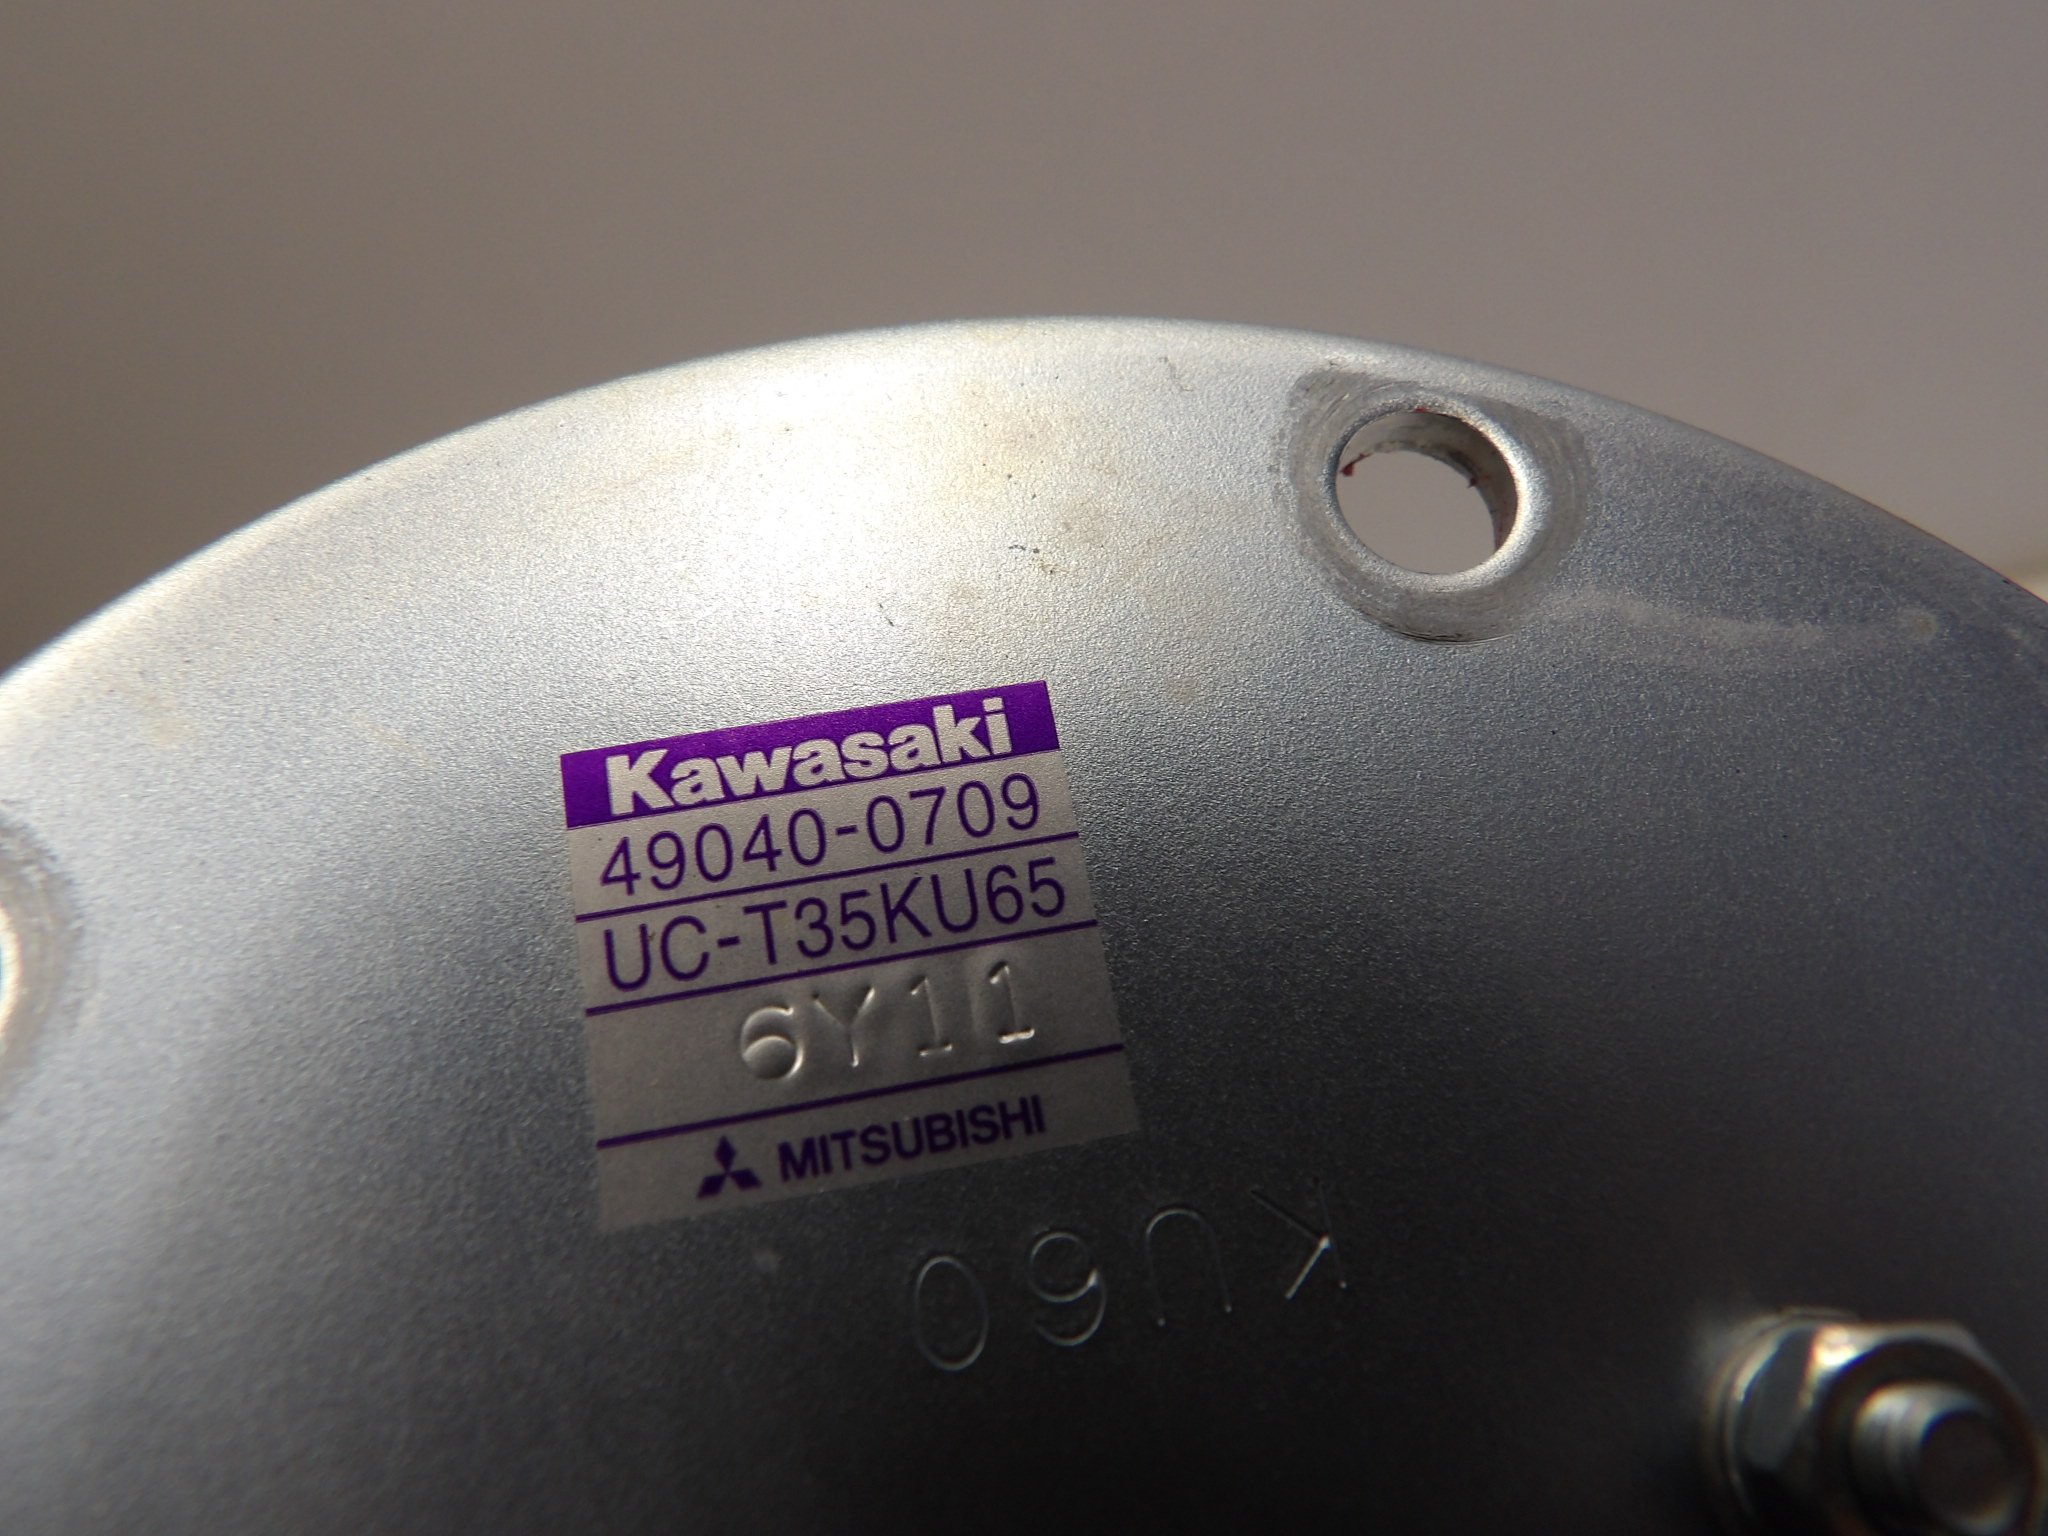 Kawasaki
49040-0709
UC-T35KU65
6Y11
MITSUBISHI
KU60